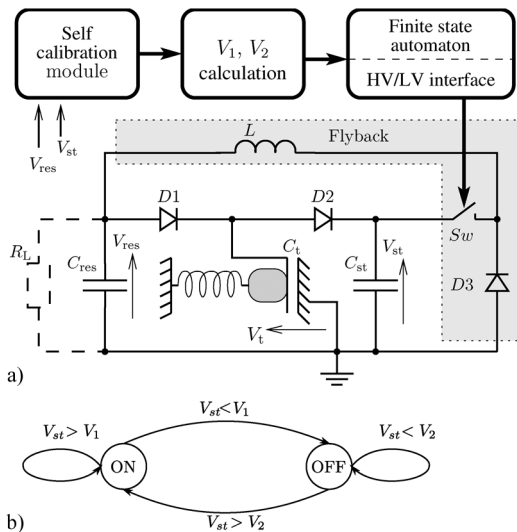 Self
calibration
module
V1, V2
calculation
Finite state
automaton
HV/LV interface
Vres
Vst
L
Flyback
D1
D2
Sw
RL
Cres
Vres
Ct
Cst
Vst
D3
Vt
a)
Vst<V1
Vst>V1
ON
OFF
Vst<V2
Vst>V2
b)